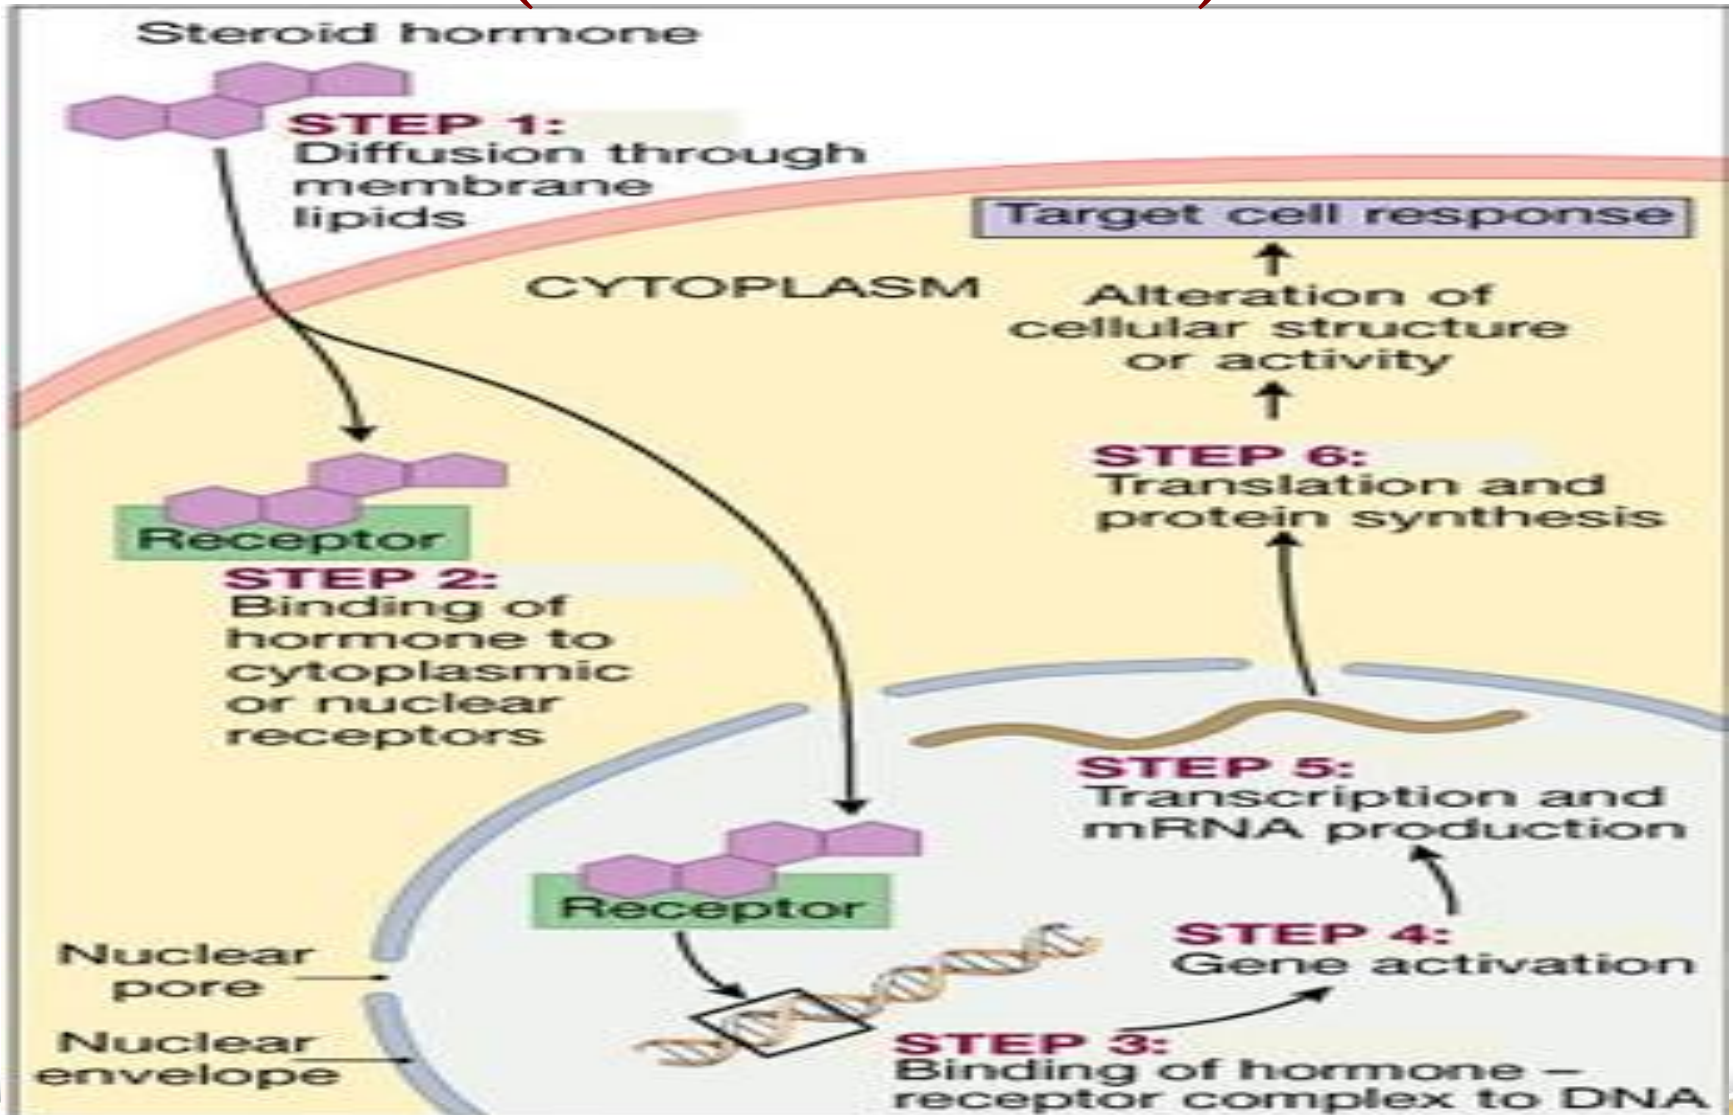 Steroid hormone
STEP 1:
Diffusion through
membrane
lipids
Target cell response
CYTOPLASM
Alteration of
cellular structure
or activity
STEP 6:
Translation and
protein synthesis
Receptor
STEP 2:
Binding of
hormone to
cytoplasmic
or nuclear
receptors
STEP 5:
Transcription and
mRNA production
Receptor
STEP 4:
Gene activation
Nuclear
pore
STEP 3:
Binding of hormone –
receptor complex to DNA
Nuclear
envelope